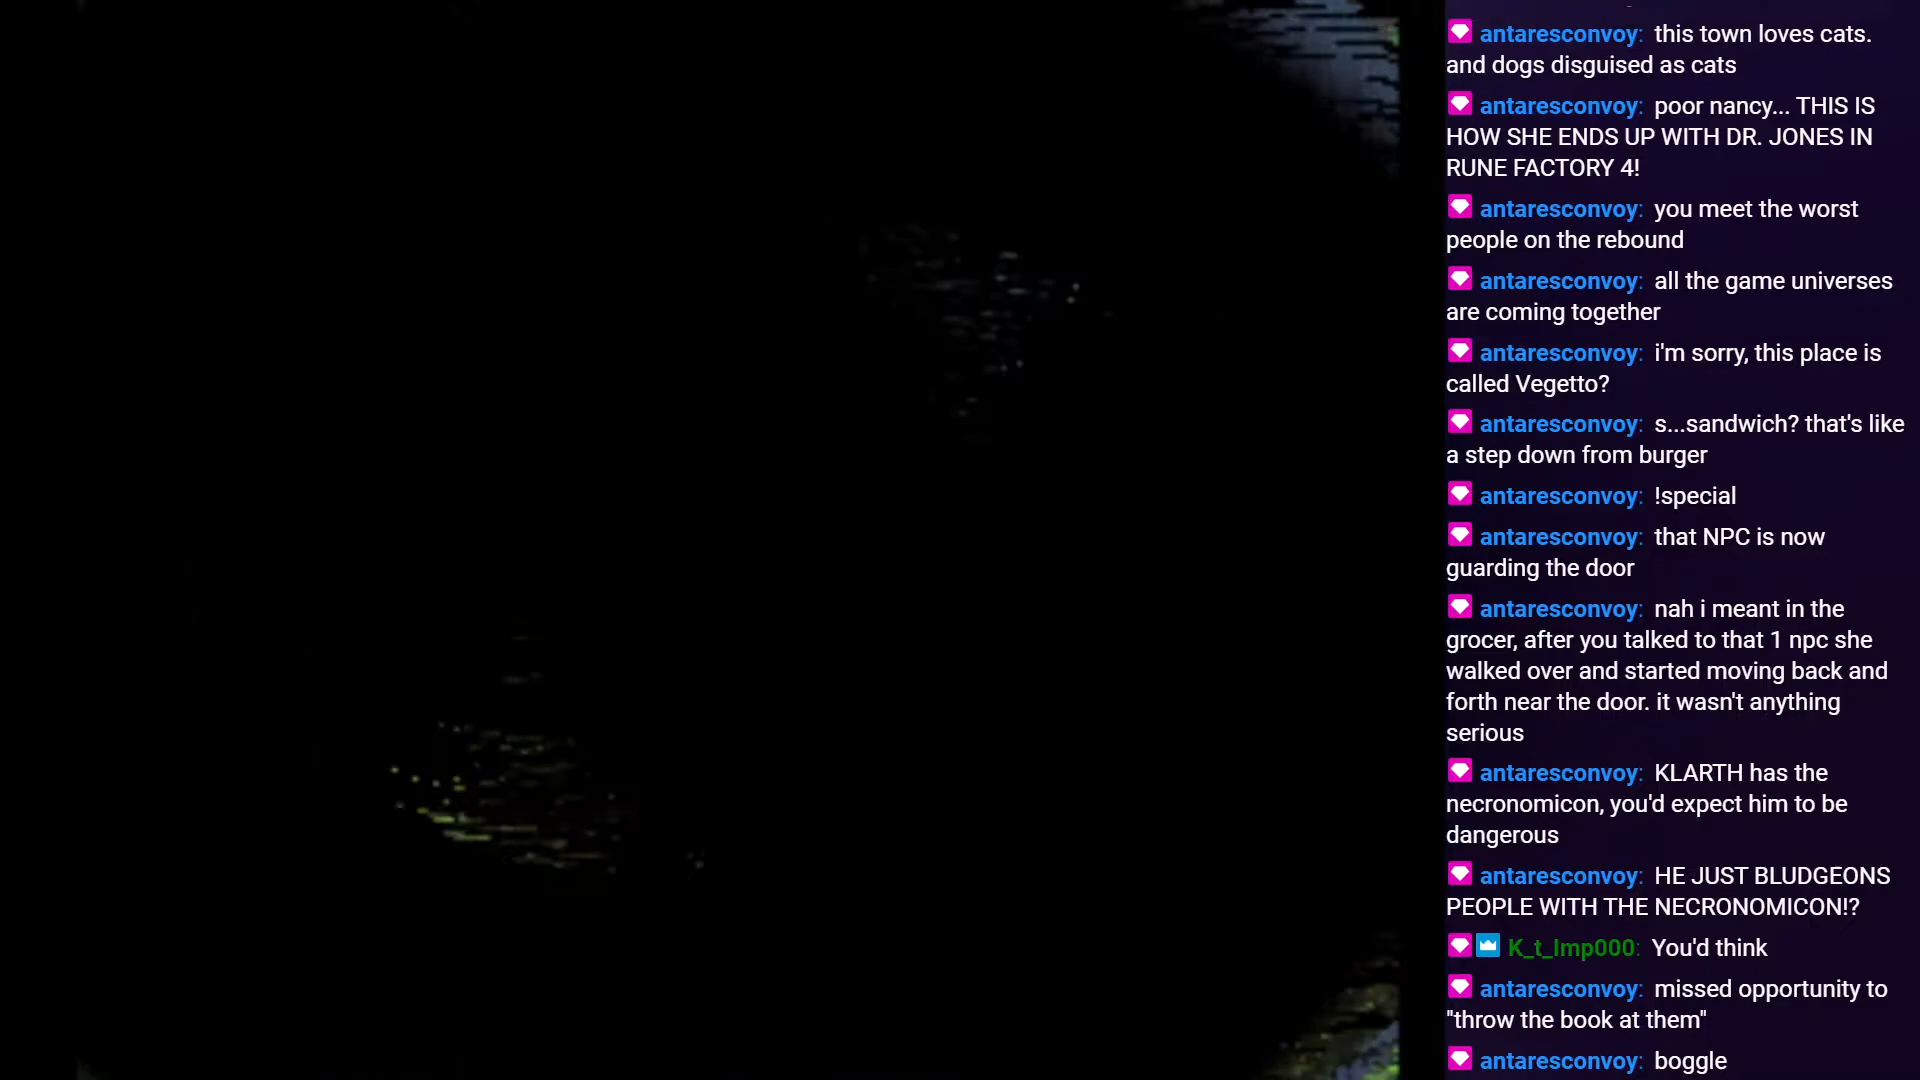 antaresconvoy: this town loves cats.
and dogs disguised as cats
antaresconvoy: poor nancy... THIS IS
HOW SHE ENDS UP WITH DR. JONES IN
RUNE FACTORY 4!
antaresconvoy: you meet the worst
people on the rebound
antaresconvoy: all the game universes
are coming together
antaresconvoy: i'm sorry, this place is
called Vegetto?
antaresconvoy: s...sandwich? that's like
a step down from burger
antaresconvoy: !special
antaresconvoy: that NPC is now
guarding the door
antaresconvoy: nah i meant in the
grocer, after you talked to that 1 npc she
walked over and started moving back and
forth near the door. it wasn't anything
serious
antaresconvoy: KLARTH has the
necronomicon, you'd expect him to be
dangerous
antaresconvoy: HE JUST BLUDGEONS
PEOPLE WITH THE NECRONOMICON!?
K_t_Imp000: You'd think
antaresconvoy: missed opportunity to
"throw the book at them"
antaresconvoy: boggle